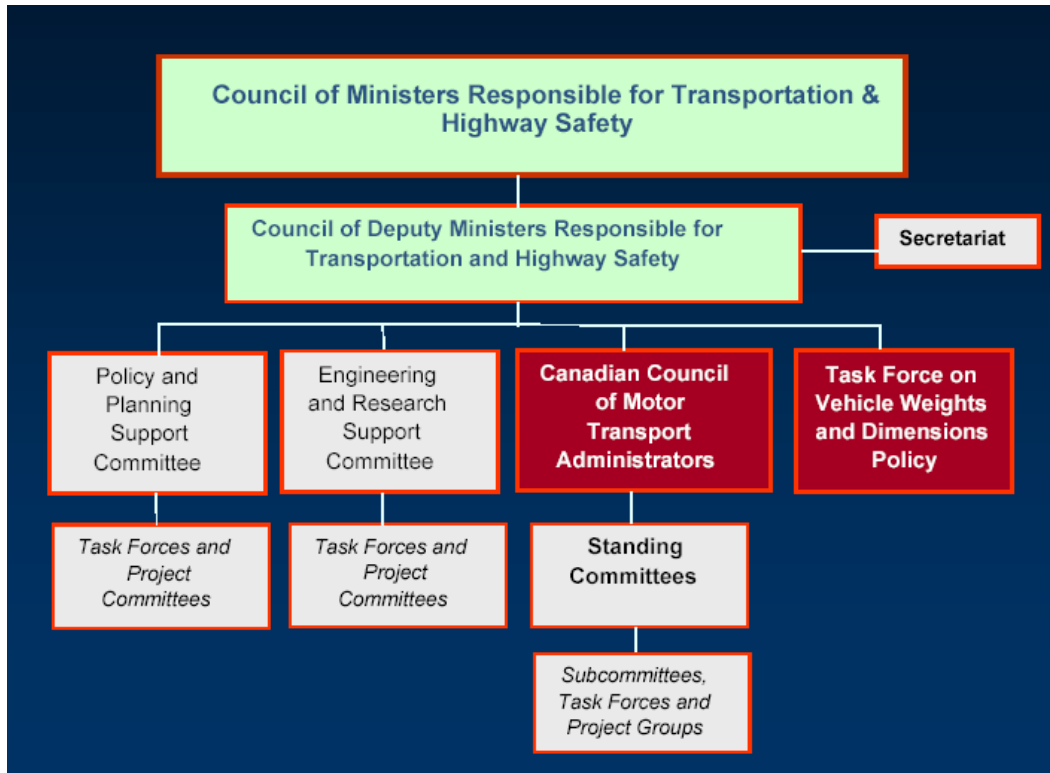 Council of Ministers Responsible for Transportation &
Highway Safety
Council of Deputy Ministers Responsible for
Transportation and Highway Safety
Secretariat
Policy and
Planning
Support
Committee
Engineering
and Research
Support
Committee
Canadian Council
of Motor
Transport
Administrators
Task Force on
Vehicle Weights
and Dimensions
Policy
Task Forces and
Project
Committees
Task Forces and
Project
Committees
Standing
Committees
Subcommittees,
Task Forces and
Project Groups